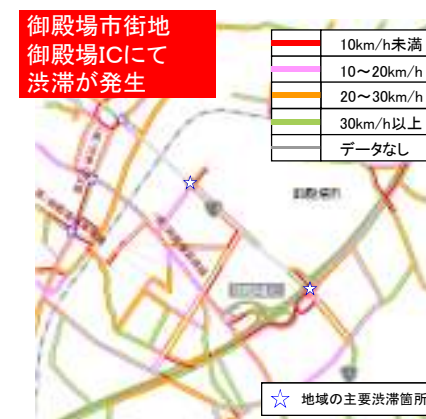 御殿場市街地
御殿場ICにて
渋滞が発生
10km/h未満
10～20km/h
20～30km/h
30km/h以上
データなし
御殿場市
☆ 地域の主要渋滞箇所